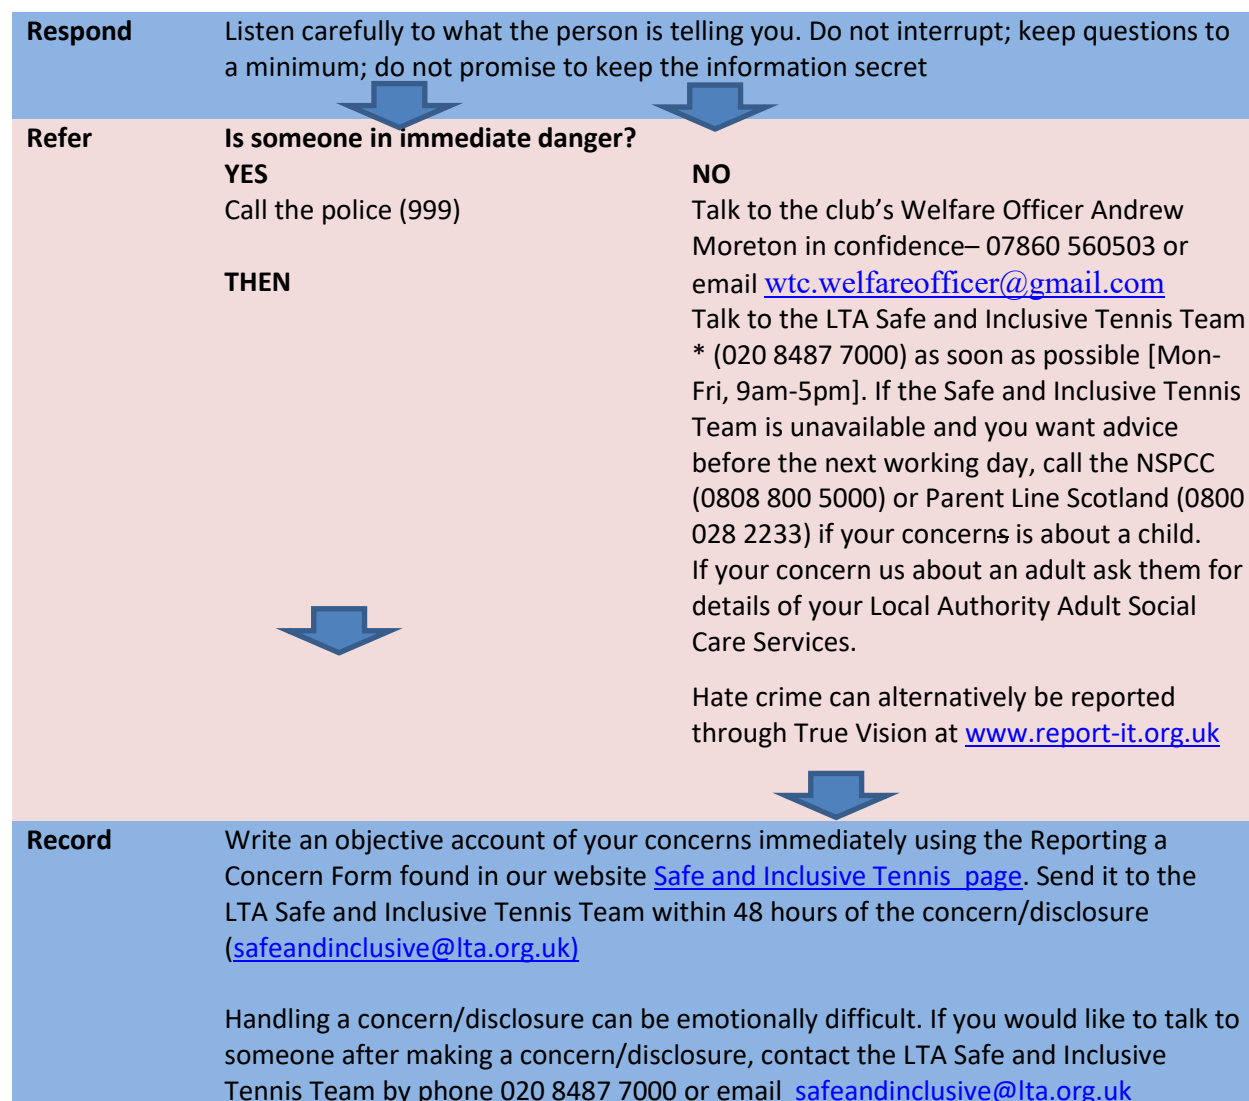 Respond
Listen carefully to what the person is telling you. Do not interrupt; keep questions to
a minimum; do not promise to keep the information secret
Refer
Is someone in immediate danger?
YES
Call the police (999)
THEN
NO
Talk to the club’s Welfare Officer Andrew
Moreton in confidence– 07860 560503 or
email wtc.welfareofficer@gmail.com
Talk to the LTA Safe and Inclusive Tennis Team
* (020 8487 7000) as soon as possible [Mon-
Fri, 9am-5pm]. If the Safe and Inclusive Tennis
Team is unavailable and you want advice
before the next working day, call the NSPCC
(0808 800 5000) or Parent Line Scotland (0800
028 2233) if your concerns is about a child.
If your concern us about an adult ask them for
details of your Local Authority Adult Social
Care Services.
Hate crime can alternatively be reported
through True Vision at www.report-it.org.uk
Record
Write an objective account of your concerns immediately using the Reporting a
Concern Form found in our website Safe and Inclusive Tennis  page. Send it to the
LTA Safe and Inclusive Tennis Team within 48 hours of the concern/disclosure
(safeandinclusive@lta.org.uk)
Handling a concern/disclosure can be emotionally difficult. If you would like to talk to
someone after making a concern/disclosure, contact the LTA Safe and Inclusive
Tennis Team by phone 020 8487 7000 or email  safeandinclusive@lta.org.uk